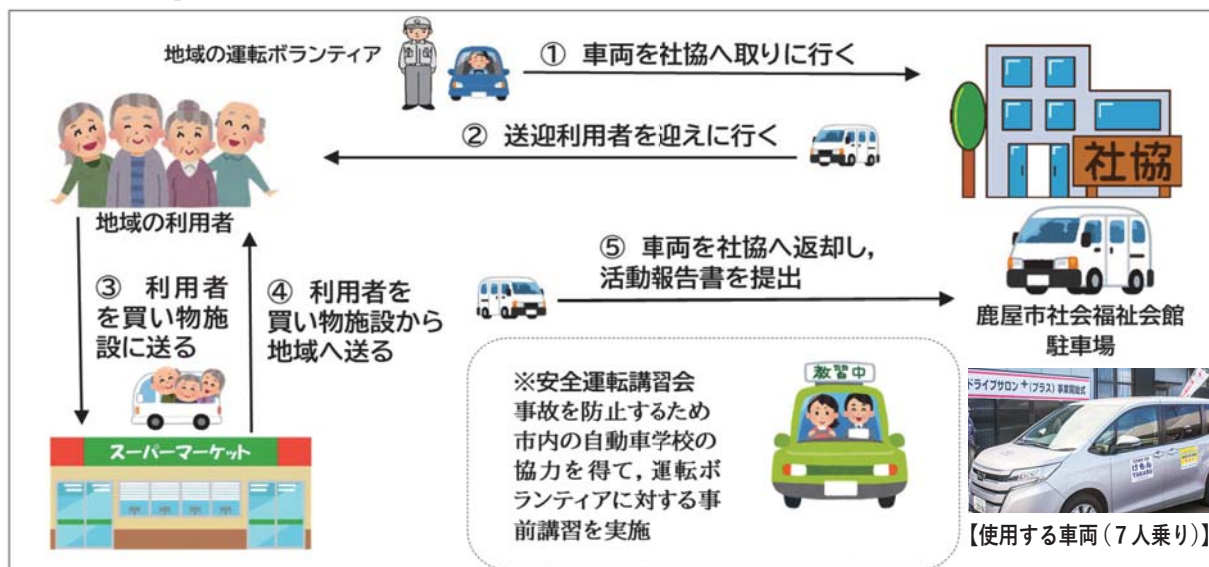 地域の運転ボランティア
① 車両を社協へ取りに行く
② 送迎利用者を迎えに行く
社協
地域の利用者
③ 利用者
を買い物施
設に送る
④ 利用者を
買い物施設から
地域へ送る
⑤ 車両を社協へ返却し，
活動報告書を提出
鹿屋市社会福祉会館
駐車場
スーパーマーケット
※安全運転講習会
事故を防止するため
市内の自動車学校の
協力を得て，運転ボ
ランティアに対する事
前講習を実施
教習中
ドライブサロン+(プラス)事業開始式
【使用する車両（7人乗り）】